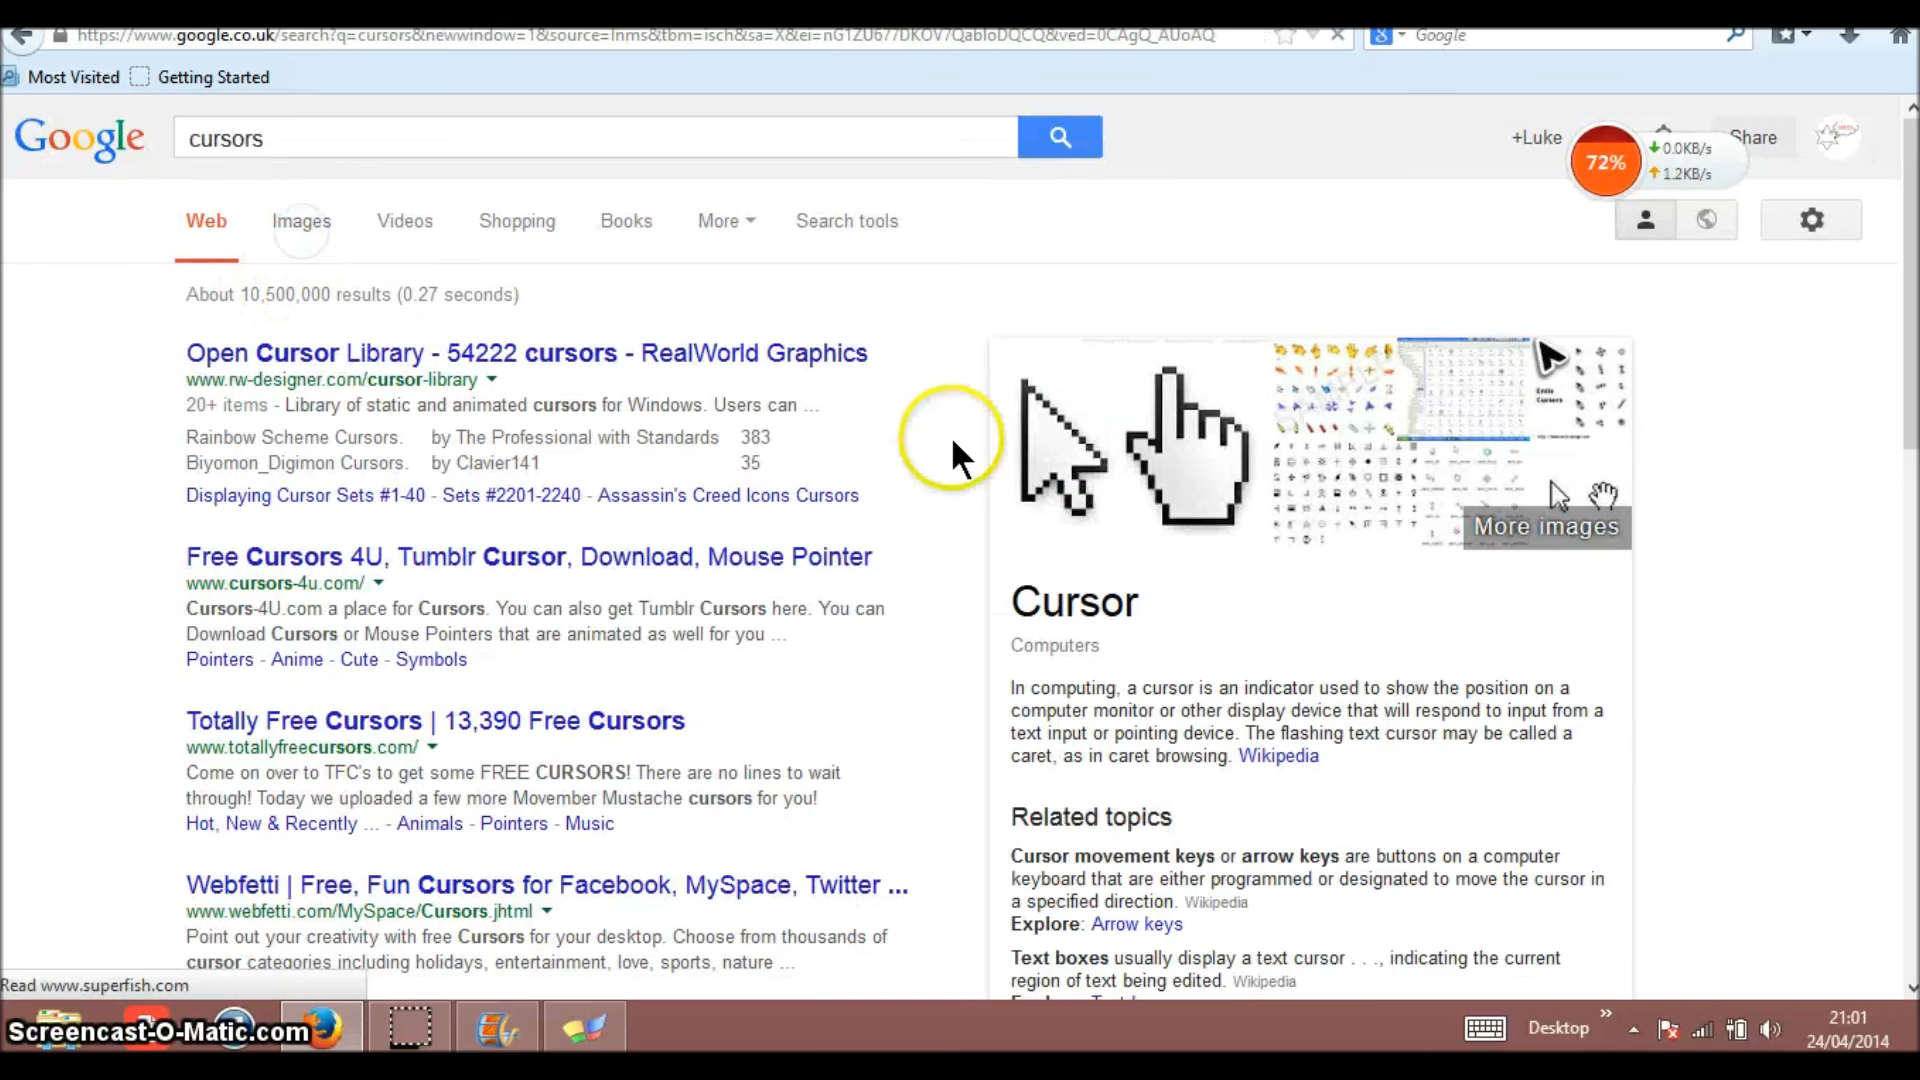 https://www.google.co.uk/search?q=cursors&newwindow=1&source=lnms&tbm=isch&sa=X&ei=nG1ZU677DKOV7QabloDQCQ&ved=0CAgQ_AUoAQ
Google
Most Visited Getting Started
Google cursors
+Luke Share
72% 0.0KB/s
1.2KB/s
Web Images Videos Shopping Books More Search tools
About 10,500,000 results (0.27 seconds)
Open Cursor Library - 54222 cursors - RealWorld Graphics
www.rw-designer.com/cursor-library
20+ items - Library of static and animated cursors for Windows. Users can ...
Rainbow Scheme Cursors. by The Professional with Standards 383
Biyomon_Digimon Cursors. by Clavier141 35
Displaying Cursor Sets #1-40 - Sets #2201-2240 - Assassin's Creed Icons Cursors
Free Cursors 4U, Tumblr Cursor, Download, Mouse Pointer
www.cursors-4u.com/
Cursors-4U.com a place for Cursors. You can also get Tumblr Cursors here. You can
Download Cursors or Mouse Pointers that are animated as well for you ...
Pointers - Anime - Cute - Symbols
Totally Free Cursors | 13,390 Free Cursors
www.totallyfreecursors.com/
Come on over to TFC's to get some FREE CURSORS! There are no lines to wait
through! Today we uploaded a few more Movember Mustache cursors for you!
Hot, New & Recently ... - Animals - Pointers - Music
Webfetti | Free, Fun Cursors for Facebook, MySpace, Twitter ...
www.webfetti.com/MySpace/Cursors.jhtml
Point out your creativity with free Cursors for your desktop. Choose from thousands of
cursor categories including holidays, entertainment, love, sports, nature ...
More images
Cursor
Computers
In computing, a cursor is an indicator used to show the position on a
computer monitor or other display device that will respond to input from a
text input or pointing device. The flashing text cursor may be called a
caret, as in caret browsing. Wikipedia
Related topics
Cursor movement keys or arrow keys are buttons on a computer
keyboard that are either programmed or designated to move the cursor in
a specified direction. Wikipedia
Explore: Arrow keys
Text boxes usually display a text cursor . . ., indicating the current
region of text being edited. Wikipedia
Read www.superfish.com
Screencast-O-Matic.com
Desktop
21:01
24/04/2014